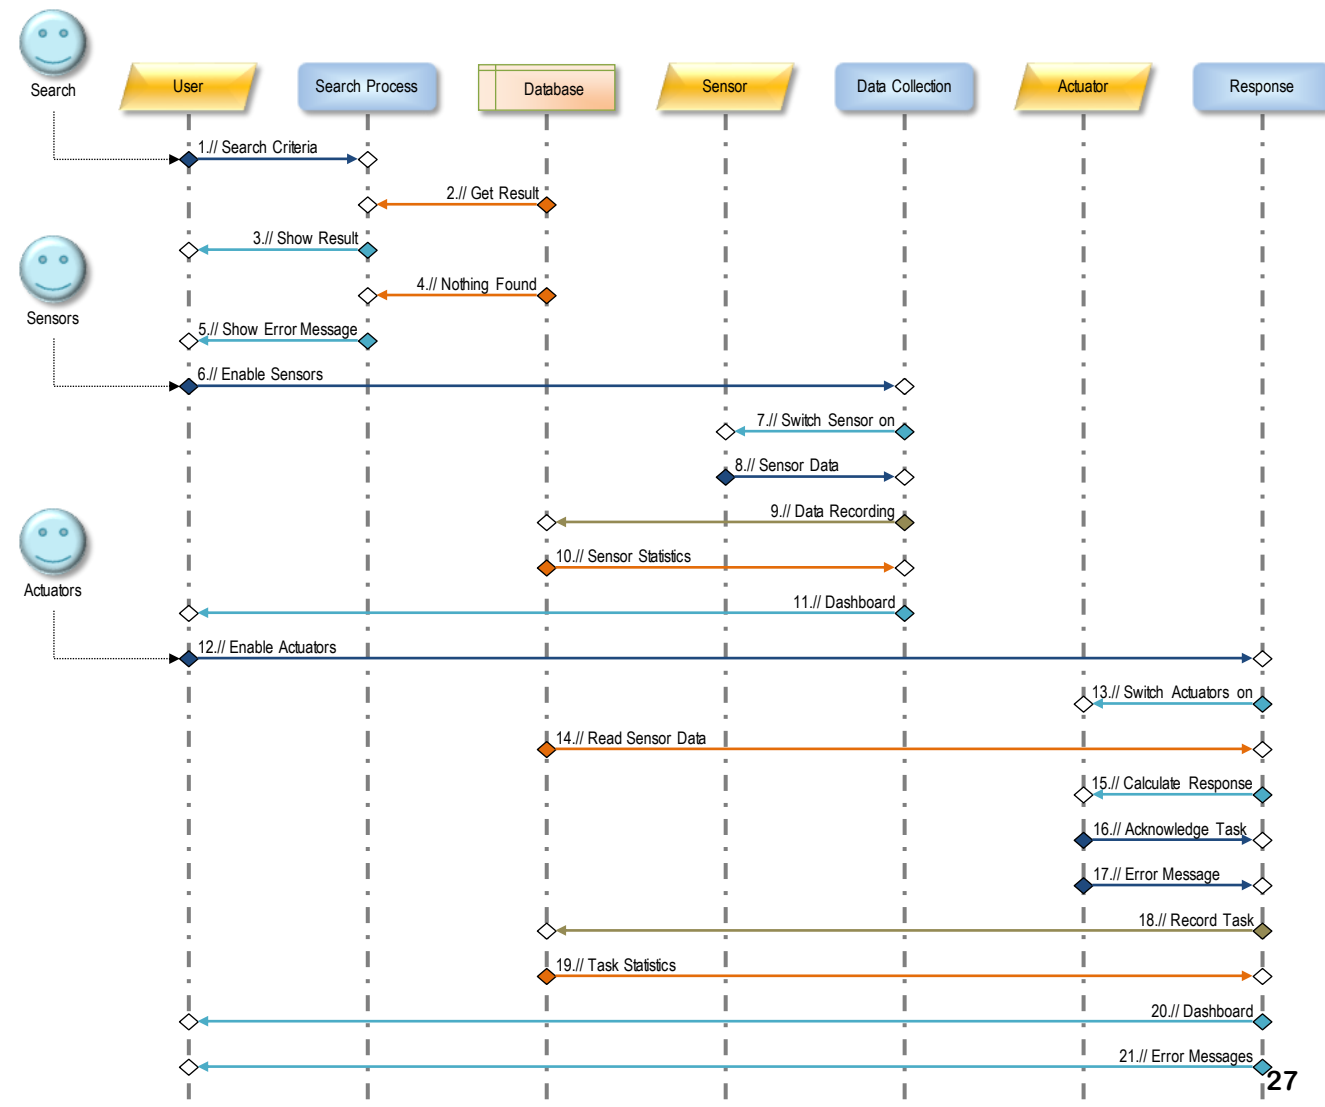 Search
User
Search Process
Database
Sensor
Data Collection
Actuator
Response
1.// Search Criteria
2.// Get Result
3.// Show Result
Sensors
4.// Nothing Found
5.// Show Error Message
6.// Enable Sensors
7.// Switch Sensor on
8.// Sensor Data
9.// Data Recording
10.// Sensor Statistics
Actuators
11.// Dashboard
12.// Enable Actuators
13.// Switch Actuators on
14.// Read Sensor Data
15.// Calculate Response
16.// Acknowledge Task
17.// Error Message
18.// Record Task
19.// Task Statistics
20.// Dashboard
21.// Error Messages
27